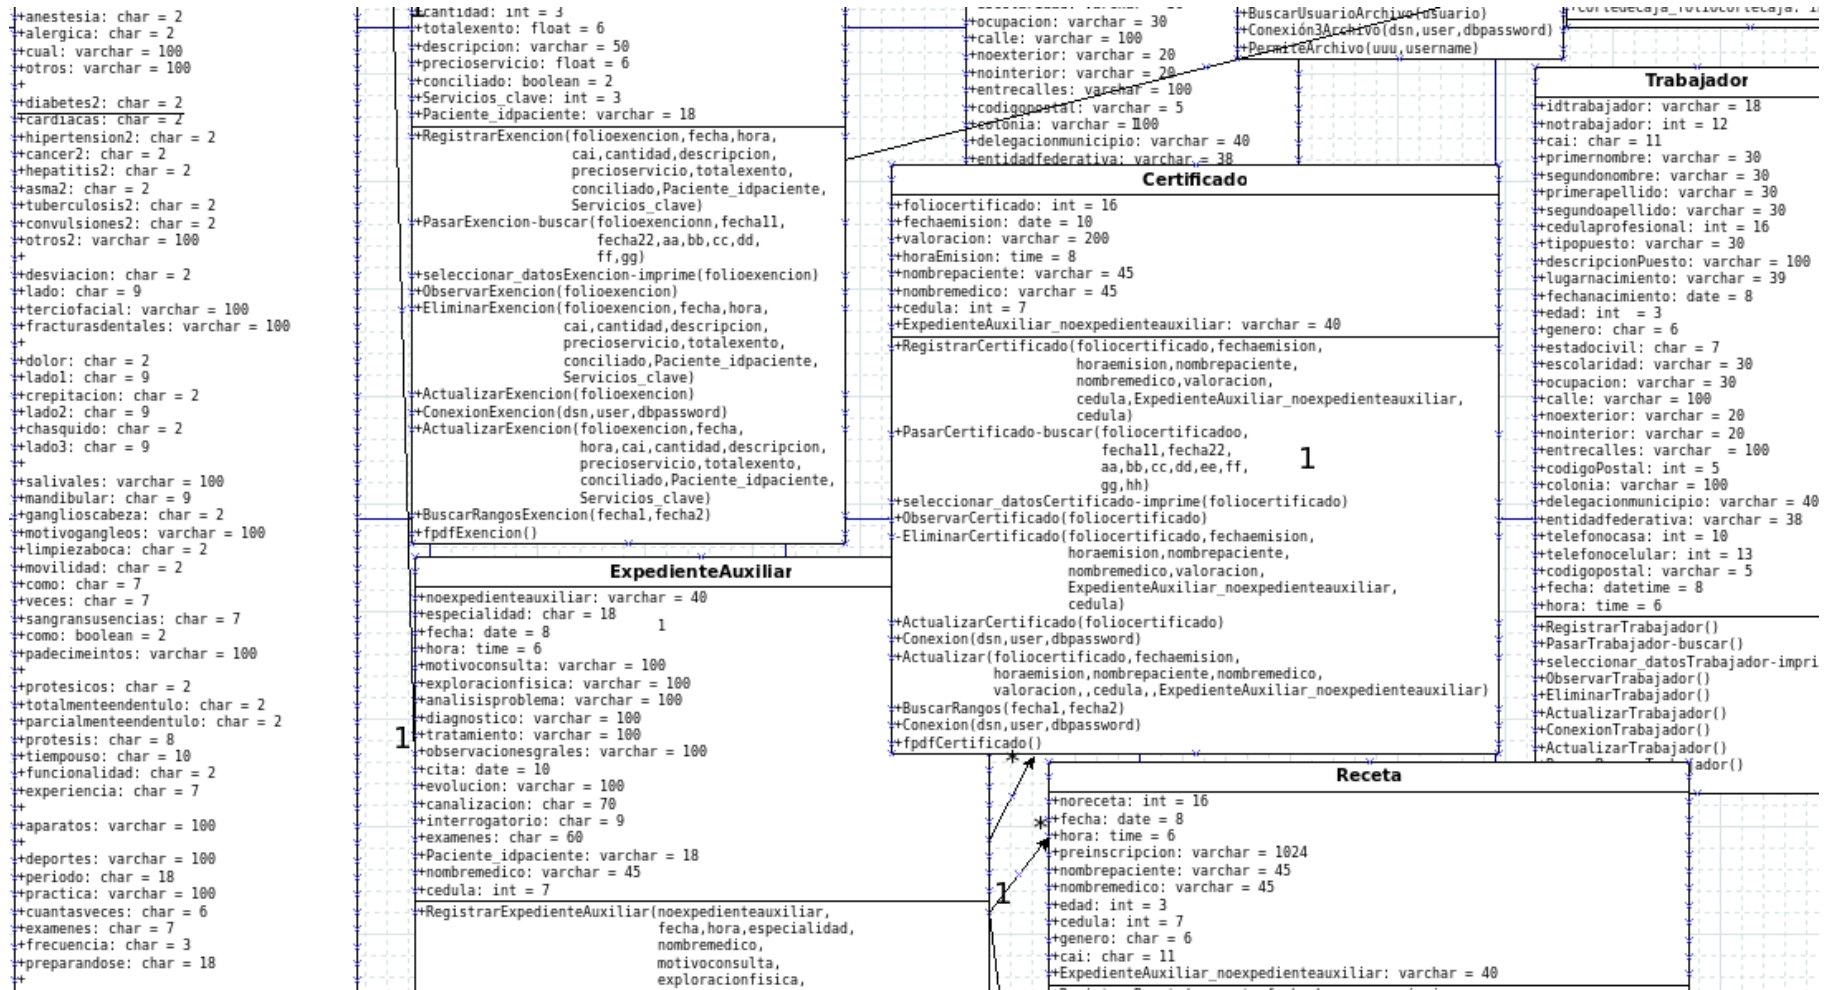 +anestesia: char = 2
+alergica: char = 2
+cual: varchar = 100
+otros: varchar = 100
+
+diabetes2: char = 2
+cardiacas: char = 2
+hipertension2: char = 2
+cancer2: char = 2
+hepatitis2: char = 2
+asma2: char = 2
+tuberculosis2: char = 2
+convulsiones2: char = 2
+otros2: varchar = 100
+
+desviacion: char = 2
+lado: char = 9
+terciofacial: varchar = 100
+fracturasdentales: varchar = 100
+
+dolor: char = 2
+lado1: char = 9
+crepitacion: char = 2
+lado2: char = 9
+chasquido: char = 2
+lado3: char = 9
+
+salivales: varchar = 100
+mandibular: char = 9
+ganglioscabeza: char = 2
+motivogangleos: varchar = 100
+limpiezaboca: char = 2
+movilidad: char = 2
+como: char = 7
+veces: char = 7
+sangransusencias: char = 7
+como: boolean = 2
+padecimeintos: varchar = 100
+
+protesicos: char = 2
+totalmenteendentulo: char = 2
+parcialmenteendentulo: char = 2
+protesis: char = 8
+tiempouso: char = 10
+funcionalidad: char = 2
+experiencia: char = 7
+
+aparatos: varchar = 100
+
+deportes: varchar = 100
+periodo: char = 18
+practica: varchar = 100
+cuantasveces: char = 6
+examenes: char = 7
+frecuencia: char = 3
+preparandose: char = 18
+
+cantidad: int = 3
+totalexento: float = 6
+descripcion: varchar = 50
+precioservicio: float = 6
+conciliado: boolean = 2
+Servicios_clave: int = 3
+Paciente_idpaciente: varchar = 18
+RegistrarExencion(folioexencion,fecha,hora,
cai,cantidad,descripcion,
precioservicio,totalexento,
conciliado,Paciente_idpaciente,
Servicios_clave)
+PasarExencion-buscar(folioexencionn,fecha11,
fecha22,aa,bb,cc,dd,
ff,gg)
+seleccionar_datosExencion-imprime(folioexencion)
+ObservarExencion(folioexencion)
+EliminarExencion(folioexencion,fecha,hora,
cai,cantidad,descripcion,
precioservicio,totalexento,
conciliado,Paciente_idpaciente,
Servicios_clave)
+ActualizarExencion(folioexencion)
+ConexionExencion(dsn,user,dbpassword)
+ActualizarExencion(folioexencion,fecha,
hora,cai,cantidad,descripcion,
precioservicio,totalexento,
conciliado,Paciente_idpaciente,
Servicios_clave)
+BuscarRangosExencion(fecha1,fecha2)
+fpdfExencion()
ExpedienteAuxiliar
+noexpedienteauxiliar: varchar = 40
+especialidad: char = 18
+fecha: date = 8
1
+hora: time = 6
+motivoconsulta: varchar = 100
+exploracionfisica: varchar = 100
+analisisproblema: varchar = 100
+diagnostico: varchar = 100
+tratamiento: varchar = 100
1
+observacionesgrales: varchar = 100
+cita: date = 10
+evolucion: varchar = 100
+canalizacion: char = 70
+interrogatorio: char = 9
+examenes: char = 60
+Paciente_idpaciente: varchar = 18
+nombremedico: varchar = 45
+cedula: int = 7
+RegistrarExpedienteAuxiliar(noexpedienteauxiliar,
fecha,hora,especialidad,
nombremedico,
motivoconsulta,
exploracionfisica,
+ocupacion: varchar = 30
+calle: varchar = 100
+noexterior: varchar = 20
+nointerior: varchar = 20
+entrecalles: varchar = 100
+codigopostal: varchar = 5
+colonia: varchar = 100
1
+delegacionmunicipio: varchar = 40
+entidadfederativa: varchar = 38
+BuscarUsuarioArchivo(usuario)
+Conexión3Archivo(dsn,user,dbpassword)
+PermiteArchivo(uuu,username)
Certificado
+foliocertificado: int = 16
+fechaemision: date = 10
+valoracion: varchar = 200
+horaEmision: time = 8
+nombrepaciente: varchar = 45
+nombremedico: varchar = 45
+cedula: int = 7
+ExpedienteAuxiliar_noexpedienteauxiliar: varchar = 40
+RegistrarCertificado(foliocertificado,fechaemision,
horaemision,nombrepaciente,
nombremedico,valoracion,
cedula,ExpedienteAuxiliar_noexpedienteauxiliar,
cedula)
+PasarCertificado-buscar(foliocertificadoo,
fecha11,fecha22,
aa,bb,cc,dd,ee,ff,
gg,hh)
1
+seleccionar_datosCertificado-imprime(foliocertificado)
+ObservarCertificado(foliocertificado)
-EliminarCertificado(foliocertificado,fechaemision,
horaemision,nombrepaciente,
nombremedico,valoracion,
ExpedienteAuxiliar_noexpedienteauxiliar,
cedula)
+ActualizarCertificado(foliocertificado)
+Conexion(dsn,user,dbpassword)
+Actualizar(foliocertificado,fechaemision,
horaemision,nombrepaciente,nombremedico,
valoracion,,cedula,,ExpedienteAuxiliar_noexpedienteauxiliar)
+BuscarRangos(fecha1,fecha2)
+Conexion(dsn,user,dbpassword)
+fpdfCertificado()
*
*
1
Receta
+noreceta: int = 16
+fecha: date = 8
+hora: time = 6
+preinscripcion: varchar = 1024
+nombrepaciente: varchar = 45
+nombremedico: varchar = 45
+edad: int = 3
+cedula: int = 7
+genero: char = 6
+cai: char = 11
+ExpedienteAuxiliar_noexpedienteauxiliar: varchar = 40
Trabajador
+idtrabajador: varchar = 18
+notrabajador: int = 12
+cai: char = 11
+primernombre: varchar = 30
+segundonombre: varchar = 30
+primerapellido: varchar = 30
+segundoapellido: varchar = 30
+cedulaprofesional: int = 16
+tipopuesto: varchar = 30
+descripcionPuesto: varchar = 100
+lugarnacimiento: varchar = 39
+fechanacimiento: date = 8
+edad: int = 3
+genero: char = 6
+estadocivil: char = 7
+escolaridad: varchar = 30
+ocupacion: varchar = 30
+calle: varchar = 100
+noexterior: varchar = 20
+nointerior: varchar = 20
+entrecalles: varchar = 100
+codigoPostal: int = 5
+colonia: varchar = 100
+delegacionmunicipio: varchar = 40
+entidadfederativa: varchar = 38
+telefonocasa: int = 10
+telefonocelular: int = 13
+codigopostal: varchar = 5
+fecha: datetime = 8
+hora: time = 6
+RegistrarTrabajador()
+PasarTrabajador-buscar()
+seleccionar_datosTrabajador-impri
+ObservarTrabajador()
+EliminarTrabajador()
+ActualizarTrabajador()
+ConexionTrabajador()
+ActualizarTrabajador()
ador()